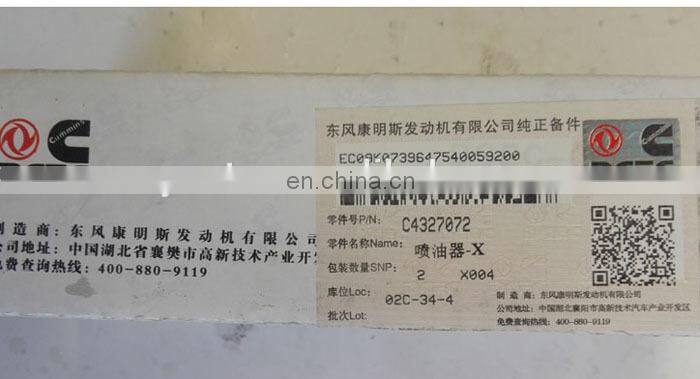 Cummins
制造商: 东风康明斯发动机有限公司
公司地址: 中国湖北省襄樊市高新技术产业开发
免费查询热线: 400-880-9119
东风康明斯发动机有限公司纯正备件
EC09K0739647540059200
en.china.cn
零件号P/N: C4327072
零件名称Name: 喷油器-X
包装数量SNP: 2 X004
库位Loc: 02C-34-4
批次Lot:
制造商: 东风康明斯发动机有限公司
公司地址: 中国湖北省襄阳市高新技术汽车产业开发区
免费查询热线: 400-880-9119